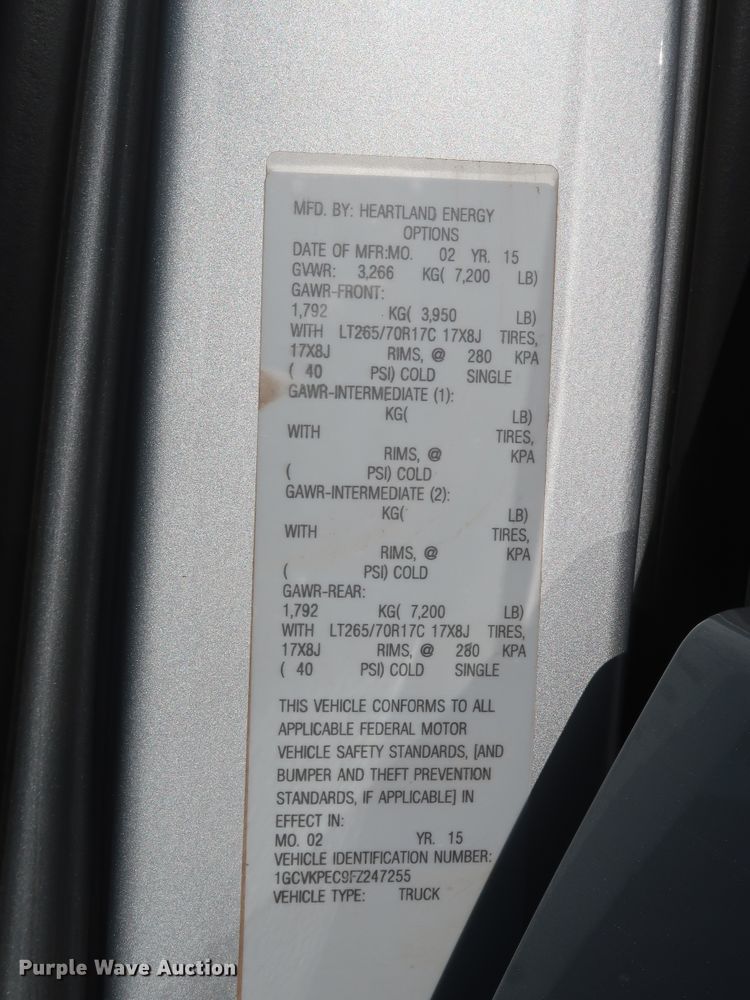 MFD. BY: HEARTLAND ENERGY
OPTIONS
DATE OF MFR:MO. 02 YR. 15
GVWR: 3,266 KG( 7,200 LB)
GAWR-FRONT:
1,792 KG( 3,950 LB)
WITH LT265/70R17C 17X8J TIRES,
17X8J RIMS, @ 280 KPA
( 40 PSI) COLD SINGLE
GAWR-INTERMEDIATE (1):
KG( LB)
WITH TIRES,
RIMS, @ KPA
( PSI) COLD
GAWR-INTERMEDIATE (2):
KG( LB)
WITH TIRES,
RIMS, @ KPA
( PSI) COLD
GAWR-REAR:
1,792 KG( 7,200 LB)
WITH LT265/70R17C 17X8J TIRES,
17X8J RIMS, @ 280 KPA
( 40 PSI) COLD SINGLE
THIS VEHICLE CONFORMS TO ALL
APPLICABLE FEDERAL MOTOR
VEHICLE SAFETY STANDARDS, [AND
BUMPER AND THEFT PREVENTION
STANDARDS, IF APPLICABLE] IN
EFFECT IN:
MO. 02 YR. 15
VEHICLE IDENTIFICATION NUMBER:
1GCVKPEC9FZ247255
VEHICLE TYPE: TRUCK
Purple Wave Auction